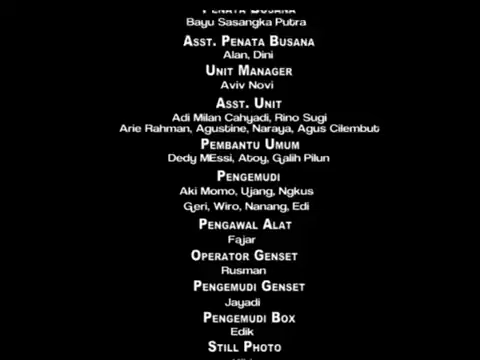 PENATA BUSANA
Bayu Sasangka Putra
ASST. PENATA BUSANA
Alan, Dini
UNIT MANAGER
Aviv Novi
ASST. UNIT
Adi Milan Cahyadi, Rino Sugi
Arie Rahman, Agustine, Naraya, Agus Cilembut
PEMBANTU UMUM
Dedy MEssi, Atoy, Galih Pilun
PENGEMUDI
Aki Momo, Ujang, Ngkus
Geri, Wiro, Nanang, Edi
PENGAWAL ALAT
Fajar
OPERATOR GENSET
Rusman
PENGEMUDI GENSET
Jayadi
PENGEMUDI BOX
Edik
STILL PHOTO